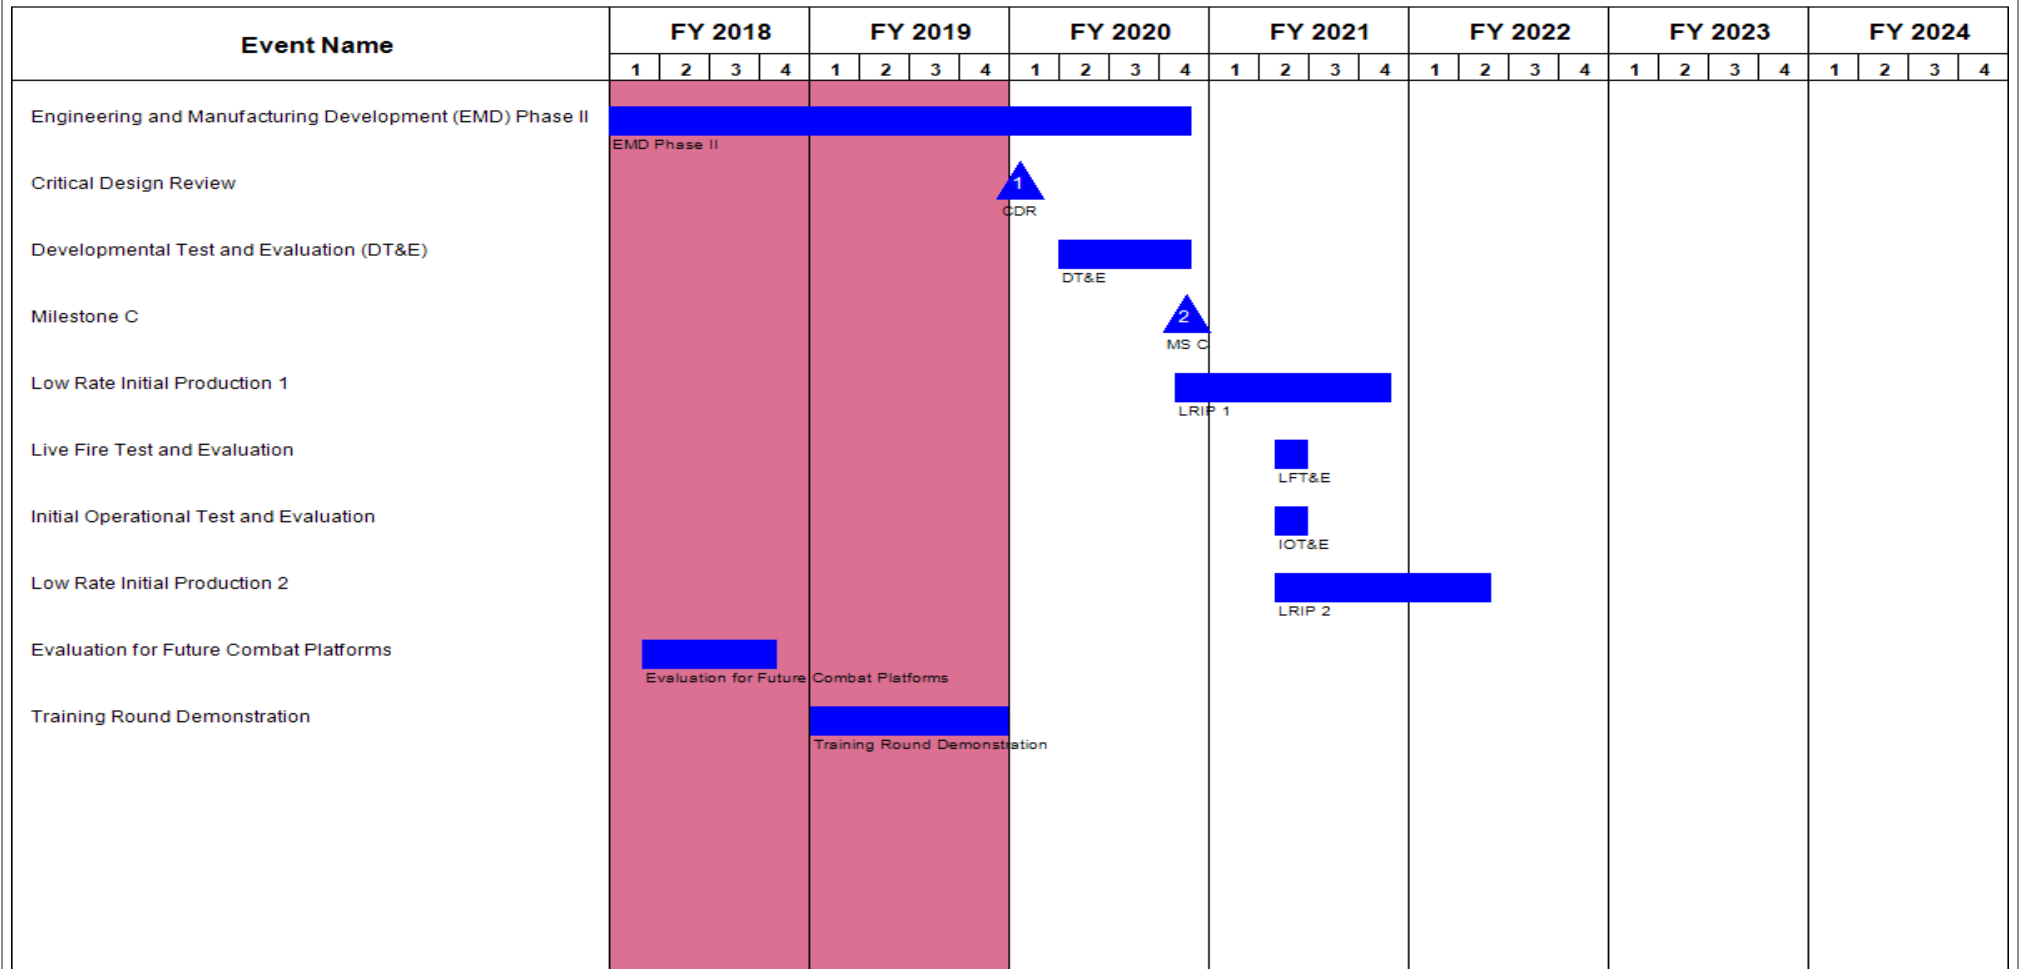 Event Name FY 2018 FY 2019 FY 2020 FY 2021 FY 2022 FY 2023 FY 2024
1 2 3 4 1 2 3 4 1 2 3 4 1 2 3 4 1 2 3 4 1 2 3 4 1 2 3 4
Engineering and Manufacturing Development (EMD) Phase II
EMD Phase II
Critical Design Review 1
CDR
Developmental Test and Evaluation (DT&E)
DT&E
Milestone C 2
MS C
Low Rate Initial Production 1
LRIP 1
Live Fire Test and Evaluation
LFT&E
Initial Operational Test and Evaluation
IOT&E
Low Rate Initial Production 2
LRIP 2
Evaluation for Future Combat Platforms
Evaluation for Future Combat Platforms
Training Round Demonstration
Training Round Demonstration